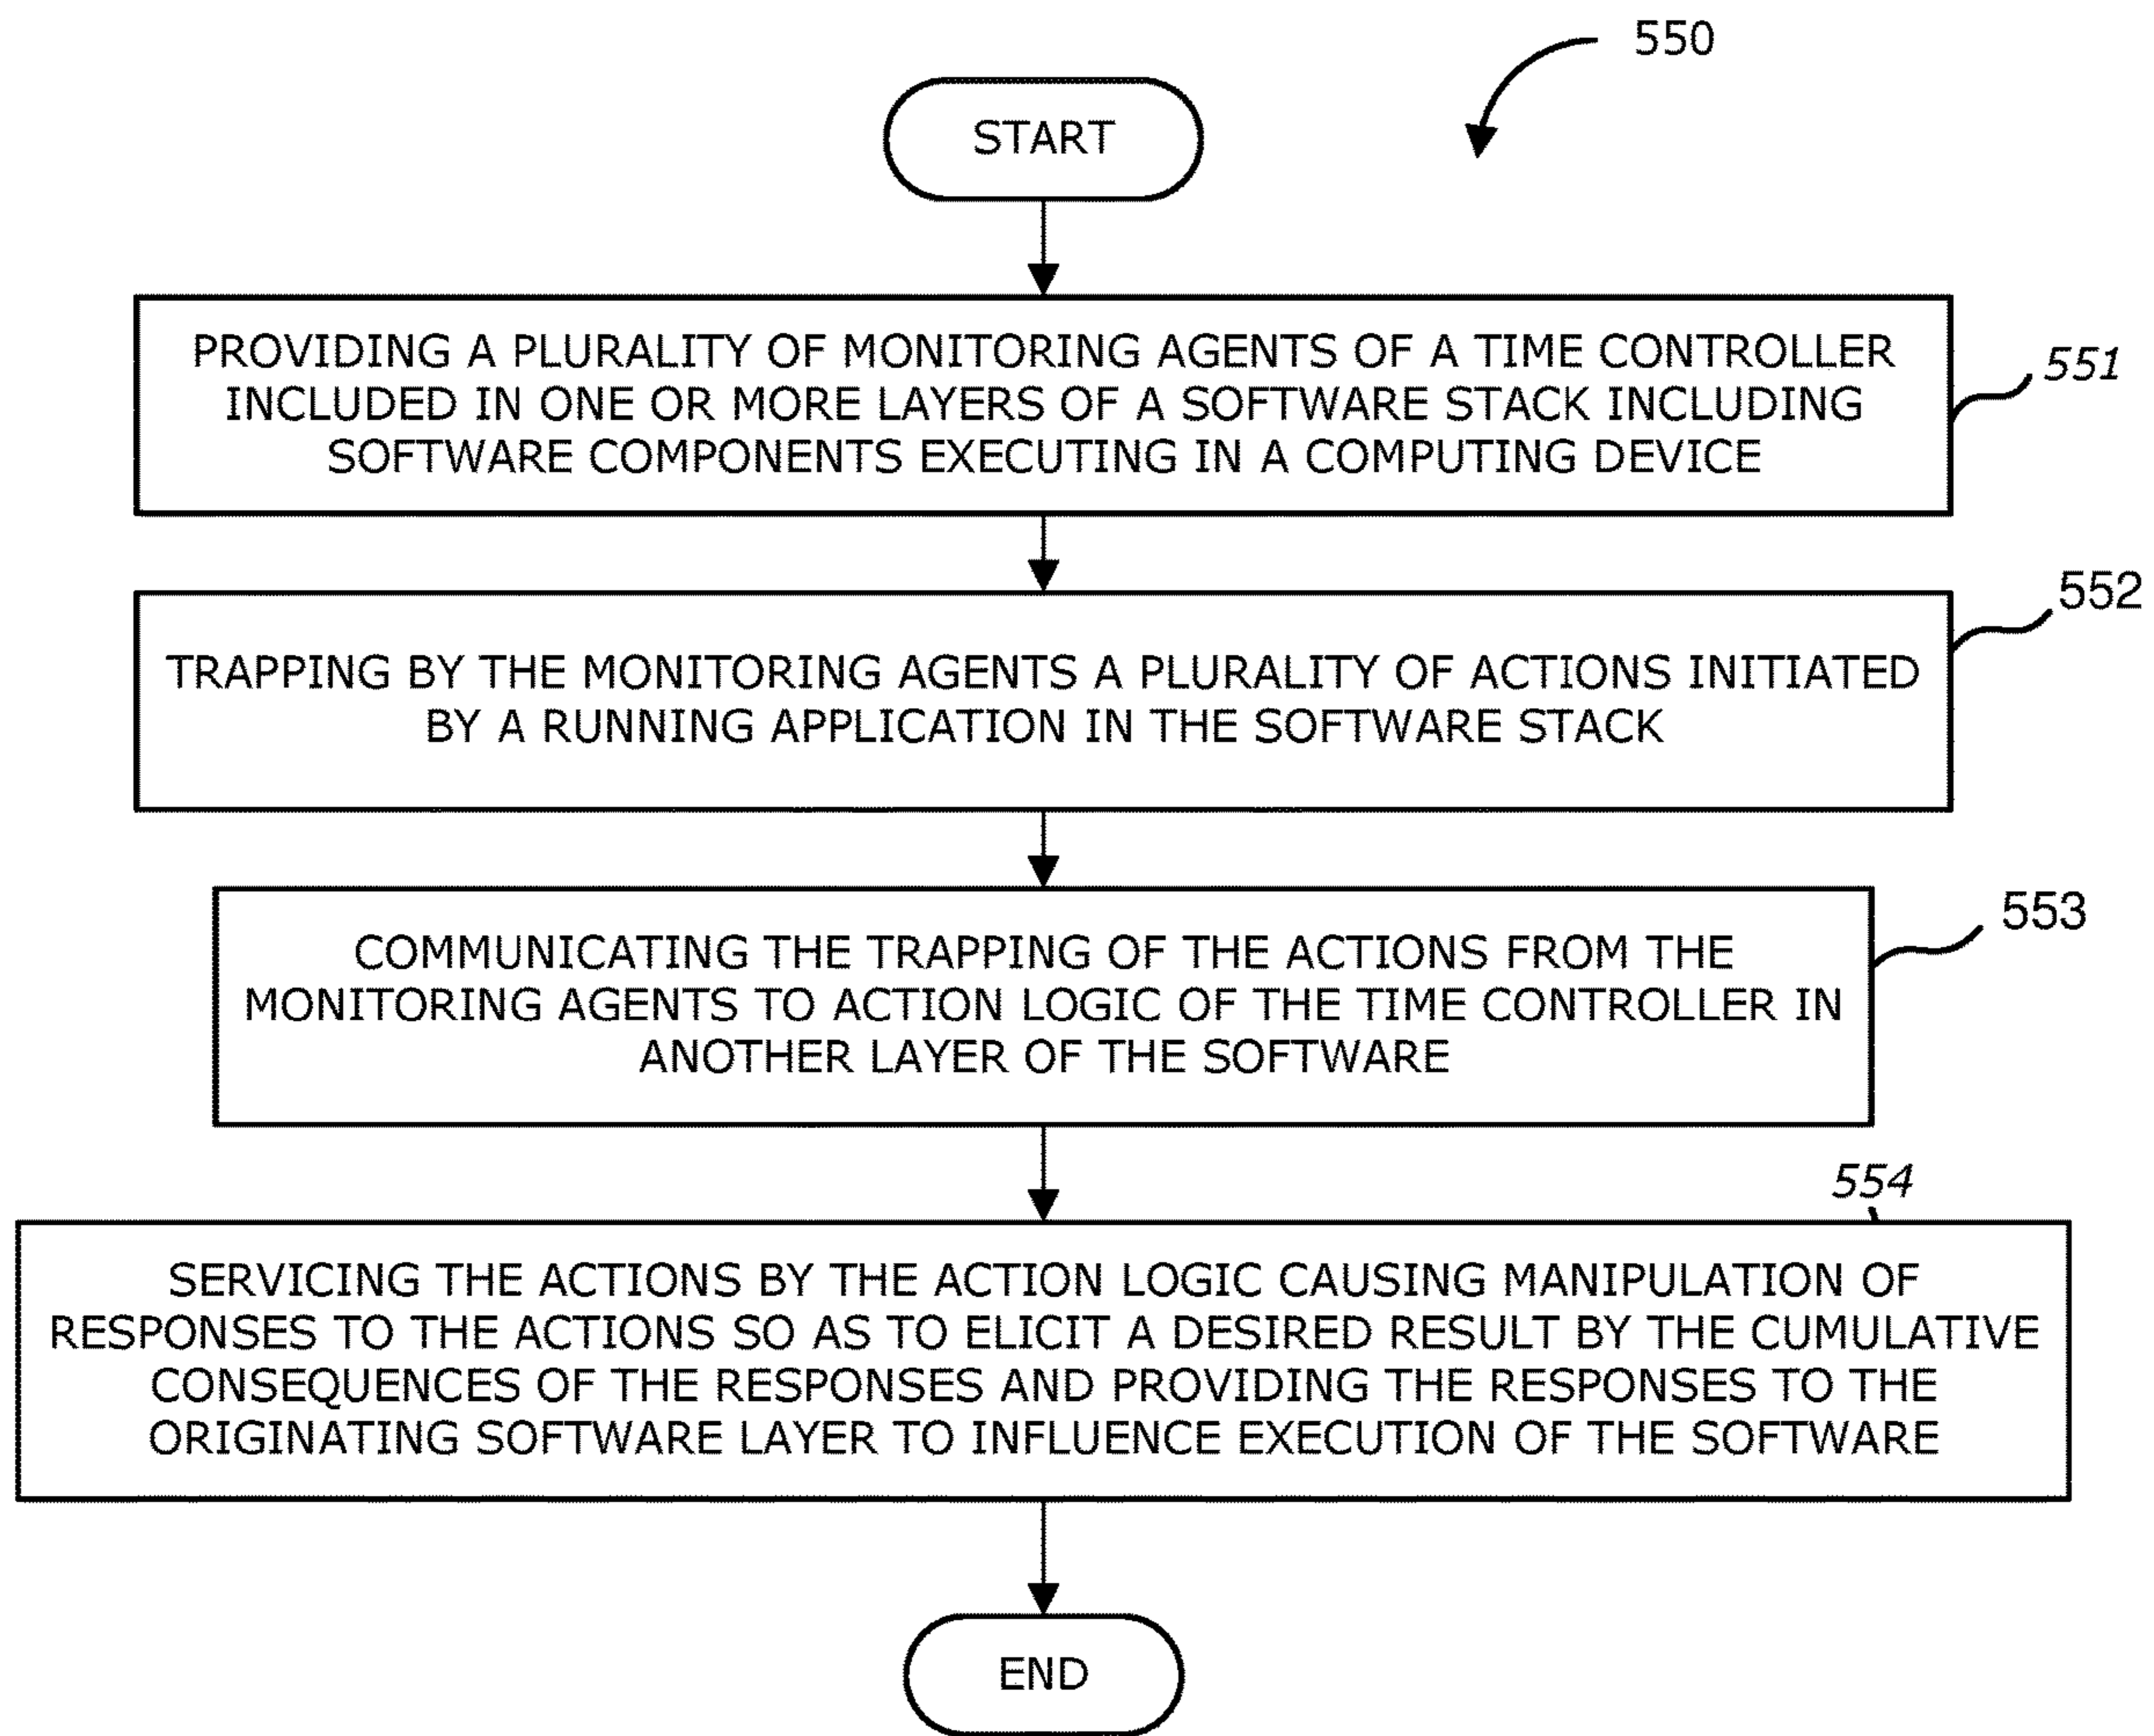 550
START
PROVIDING A PLURALITY OF MONITORING AGENTS OF A TIME CONTROLLER
INCLUDED IN ONE OR MORE LAYERS OF A SOFTWARE STACK INCLUDING
SOFTWARE COMPONENTS EXECUTING IN A COMPUTING DEVICE
551
552
TRAPPING BY THE MONITORING AGENTS A PLURALITY OF ACTIONS INITIATED
BY A RUNNING APPLICATION IN THE SOFTWARE STACK
553
COMMUNICATING THE TRAPPING OF THE ACTIONS FROM THE
MONITORING AGENTS TO ACTION LOGIC OF THE TIME CONTROLLER IN
ANOTHER LAYER OF THE SOFTWARE
554
SERVICING THE ACTIONS BY THE ACTION LOGIC CAUSING MANIPULATION OF
RESPONSES TO THE ACTIONS SO AS TO ELICIT A DESIRED RESULT BY THE CUMULATIVE
CONSEQUENCES OF THE RESPONSES AND PROVIDING THE RESPONSES TO THE
ORIGINATING SOFTWARE LAYER TO INFLUENCE EXECUTION OF THE SOFTWARE
END